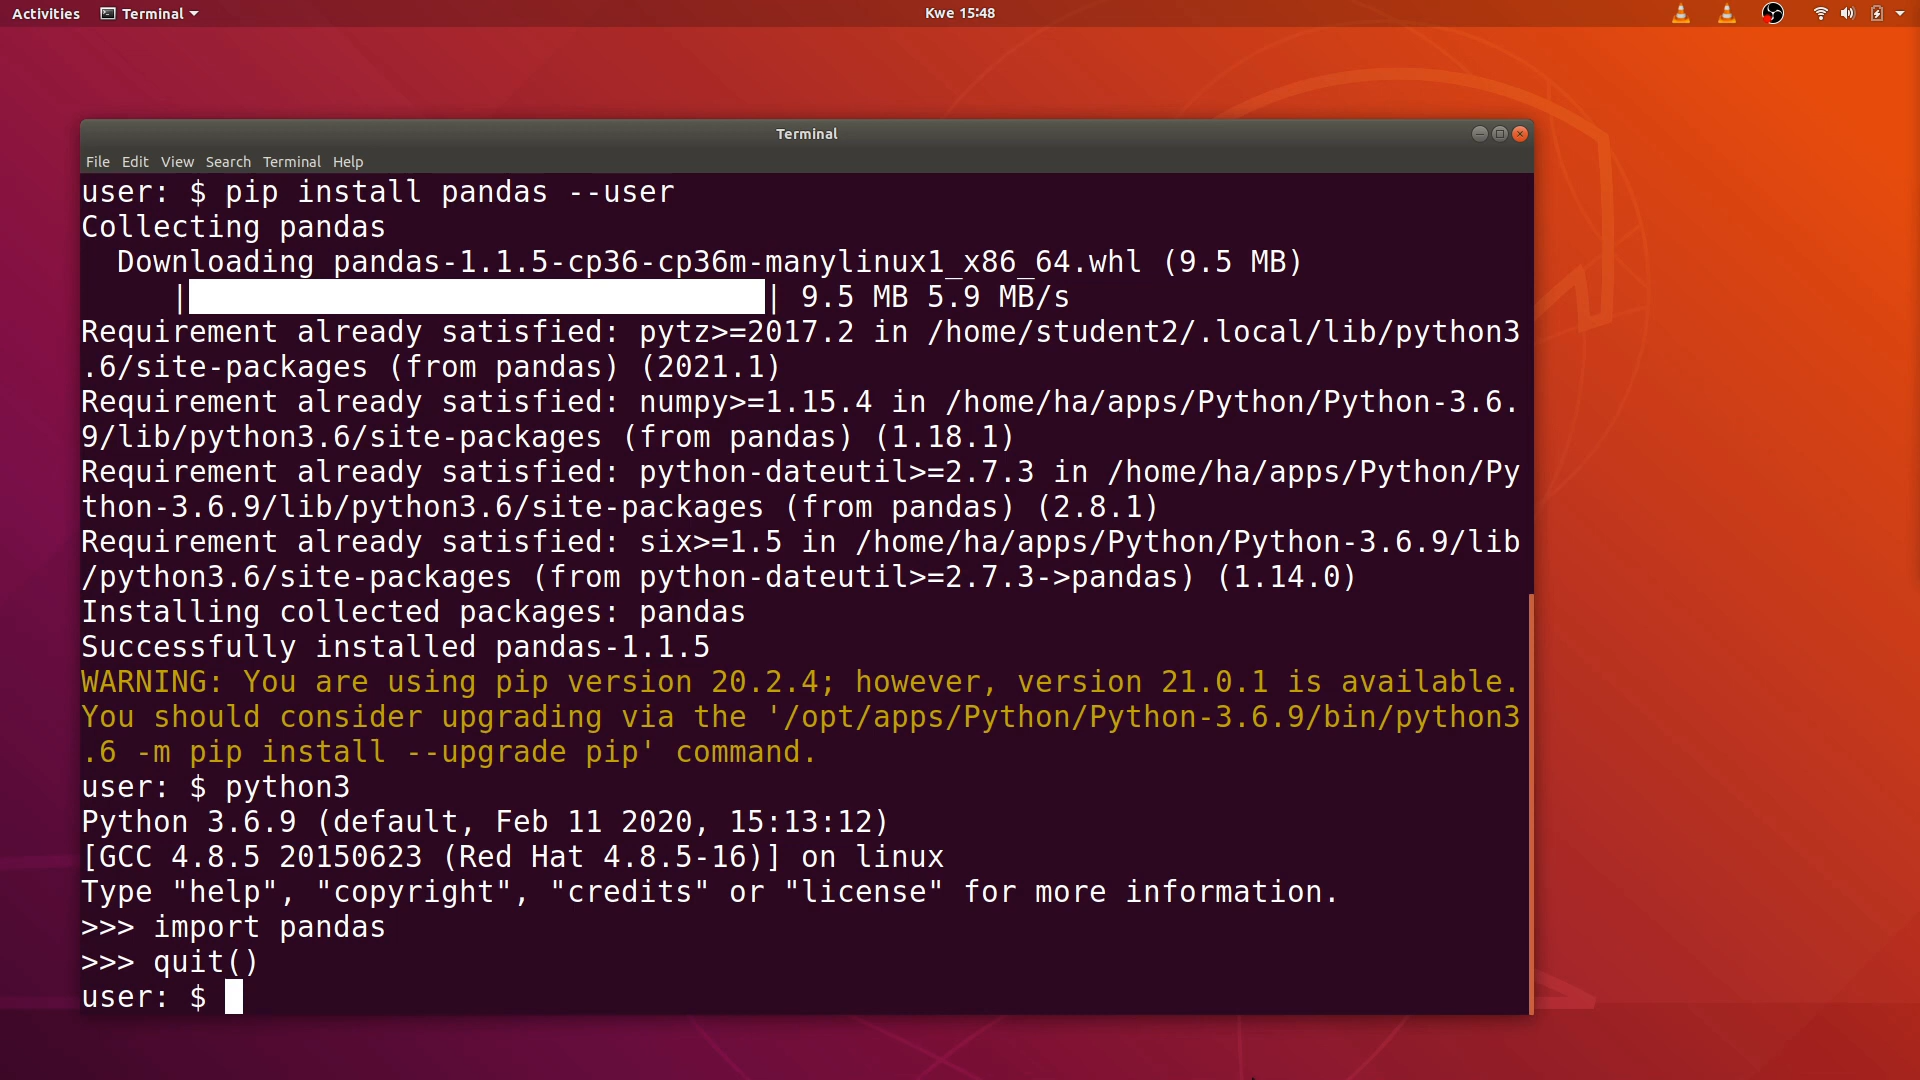 Activities Terminal Kwe 15:48
Terminal
File Edit View Search Terminal Help
user: $ pip install pandas --user
Collecting pandas
  Downloading pandas-1.1.5-cp36-cp36m-manylinux1_x86_64.whl (9.5 MB)
     |████████████████████████████████| 9.5 MB 5.9 MB/s
Requirement already satisfied: pytz>=2017.2 in /home/student2/.local/lib/python3
.6/site-packages (from pandas) (2021.1)
Requirement already satisfied: numpy>=1.15.4 in /home/ha/apps/Python/Python-3.6.
9/lib/python3.6/site-packages (from pandas) (1.18.1)
Requirement already satisfied: python-dateutil>=2.7.3 in /home/ha/apps/Python/Py
thon-3.6.9/lib/python3.6/site-packages (from pandas) (2.8.1)
Requirement already satisfied: six>=1.5 in /home/ha/apps/Python/Python-3.6.9/lib
/python3.6/site-packages (from python-dateutil>=2.7.3->pandas) (1.14.0)
Installing collected packages: pandas
Successfully installed pandas-1.1.5
WARNING: You are using pip version 20.2.4; however, version 21.0.1 is available.
You should consider upgrading via the '/opt/apps/Python/Python-3.6.9/bin/python3
.6 -m pip install --upgrade pip' command.
user: $ python3
Python 3.6.9 (default, Feb 11 2020, 15:13:12)
[GCC 4.8.5 20150623 (Red Hat 4.8.5-16)] on linux
Type "help", "copyright", "credits" or "license" for more information.
>>> import pandas
>>> quit()
user: $